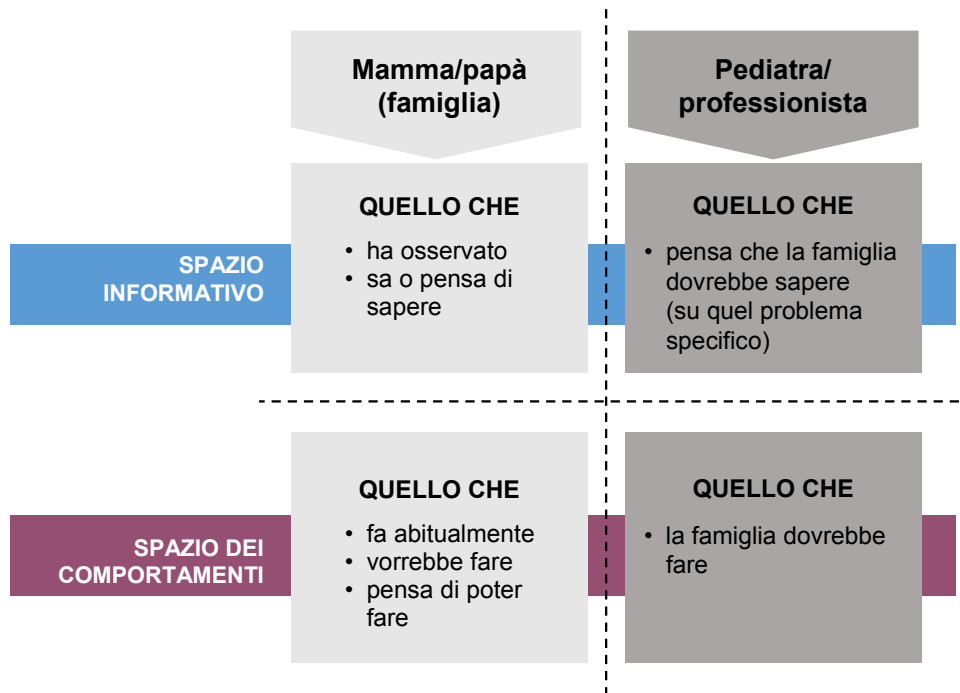 Mamma/papà
(famiglia)
Pediatra/
professionista
SPAZIO
INFORMATIVO
QUELLO CHE
• ha osservato
• sa o pensa di
sapere
QUELLO CHE
• pensa che la famiglia
dovrebbe sapere
(su quel problema
specifico)
SPAZIO DEI
COMPORTAMENTI
QUELLO CHE
• fa abitualmente
• vorrebbe fare
• pensa di poter
fare
QUELLO CHE
• la famiglia dovrebbe
fare